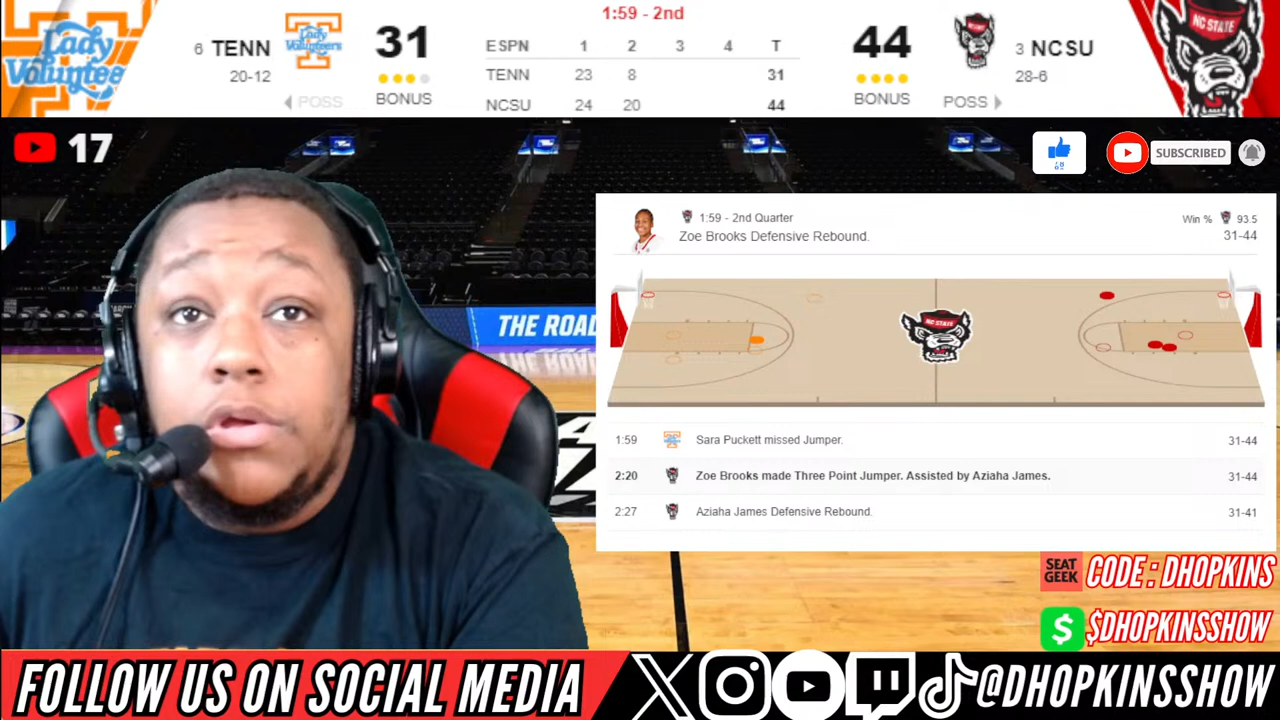 1:59 - 2nd
6 TENN
20-12
Lady Volunteers
31
BONUS
POSS
ESPN 1 2 3 4 T
TENN 23 8 31
NCSU 24 20 44
44
BONUS
POSS
NC STATE
3 NCSU
28-6
17
SUBSCRIBED
1:59 - 2nd Quarter
Zoe Brooks Defensive Rebound.
Win % 93.5
31-44
THE ROAD
NC STATE
1:59 Sara Puckett missed Jumper. 31-44
2:20 Zoe Brooks made Three Point Jumper. Assisted by Aziaha James. 31-44
2:27 Aziaha James Defensive Rebound. 31-41
SEAT GEEK CODE : DHOPKINS
$ $DHOPKINSSHOW
FOLLOW US ON SOCIAL MEDIA @DHOPKINSSHOW